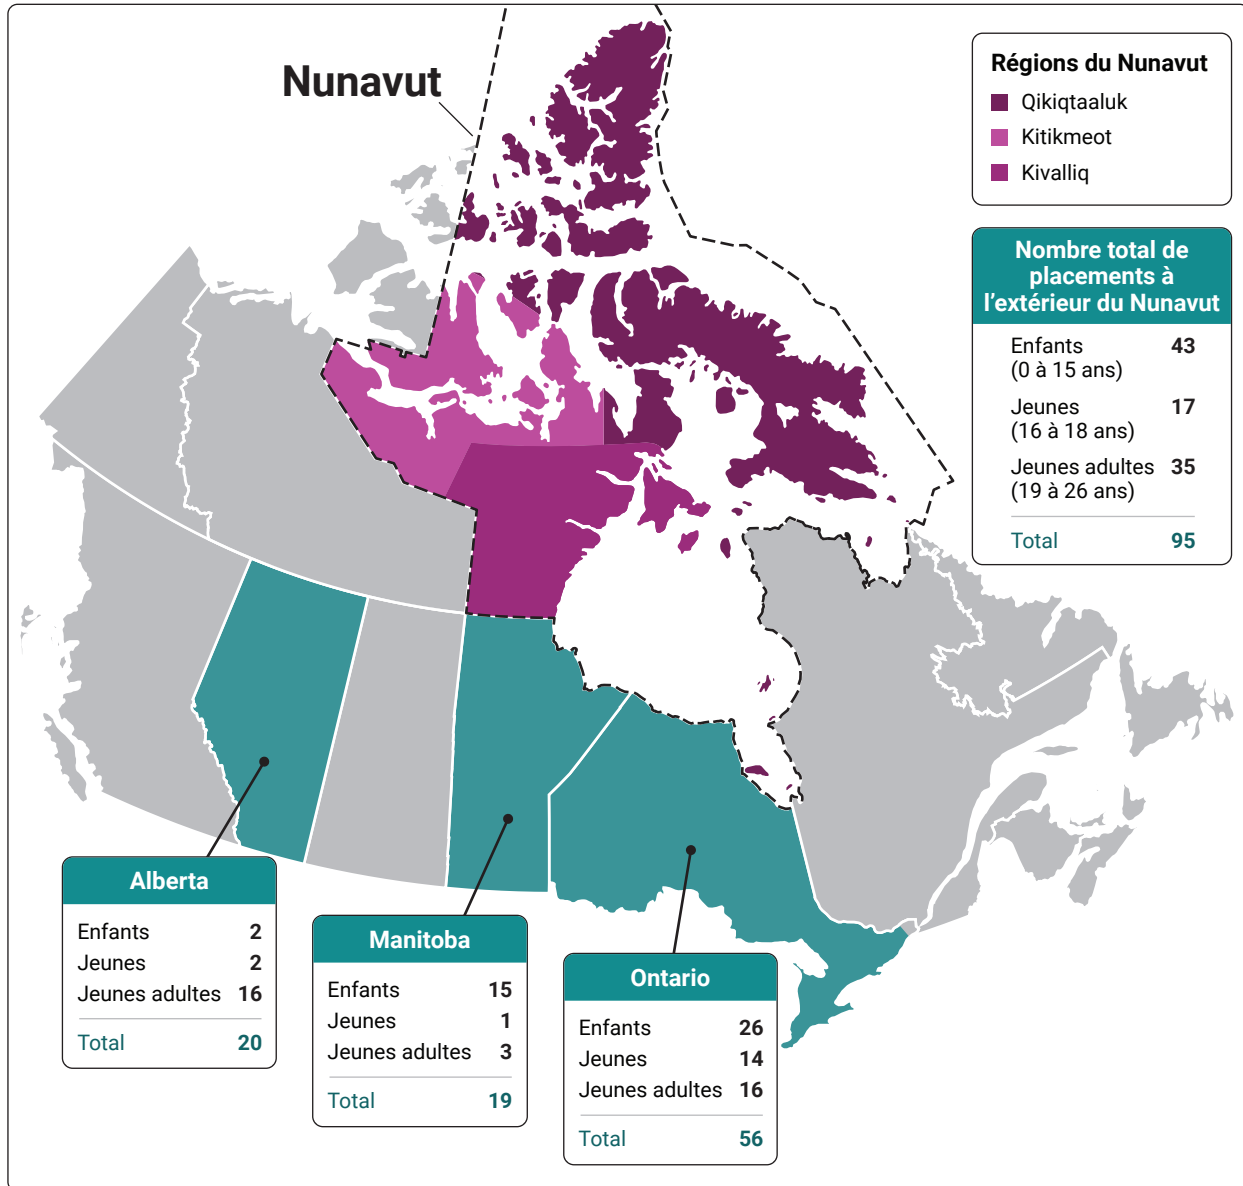 Nunavut
Régions du Nunavut
Qikiqtaaluk
Kitikmeot
Kivalliq
Nombre total de
placements à
l’extérieur du Nunavut
Enfants 43
(0 à 15 ans)
Jeunes 17
(16 à 18 ans)
Jeunes adultes 35
(19 à 26 ans)
Total 95
Alberta
Enfants 2
Jeunes 2
Jeunes adultes 16
Total 20
Manitoba
Enfants 15
Jeunes 1
Jeunes adultes 3
Total 19
Ontario
Enfants 26
Jeunes 14
Jeunes adultes 16
Total 56